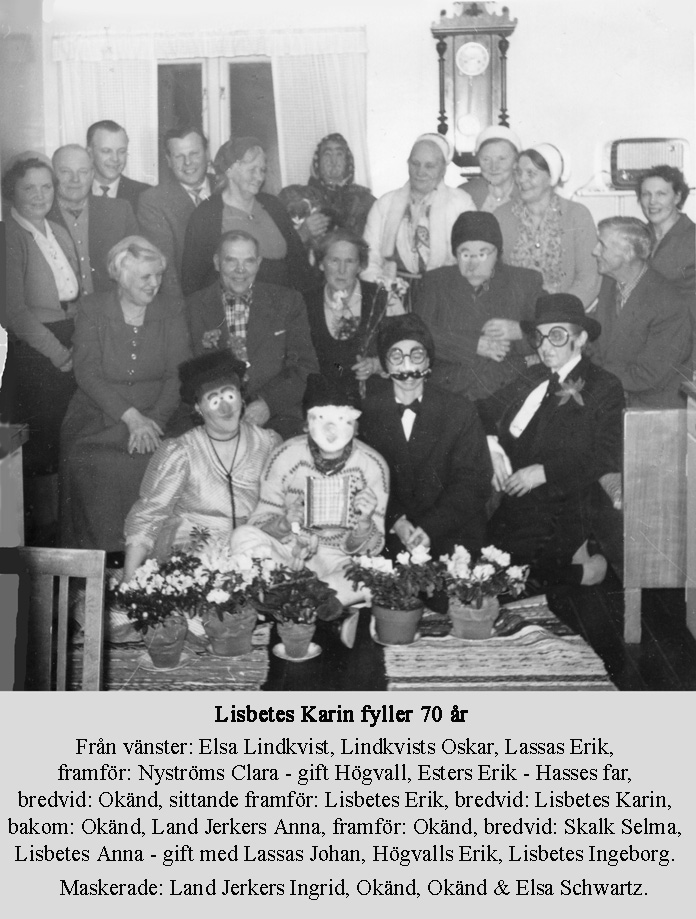 Lisbetes Karin fyller 70 år
Från vänster: Elsa Lindkvist, Lindkvists Oskar, Lassas Erik,
framför: Nyströms Clara - gift Högvall, Esters Erik - Hasses far,
bredvid: Okänd, sittande framför: Lisbetes Erik, bredvid: Lisbetes Karin,
bakom: Okänd, Land Jerkers Anna, framför: Okänd, bredvid: Skalk Selma,
Lisbetes Anna - gift med Lassas Johan, Högvalls Erik, Lisbetes Ingeborg.
Maskerade: Land Jerkers Ingrid, Okänd, Okänd & Elsa Schwartz.